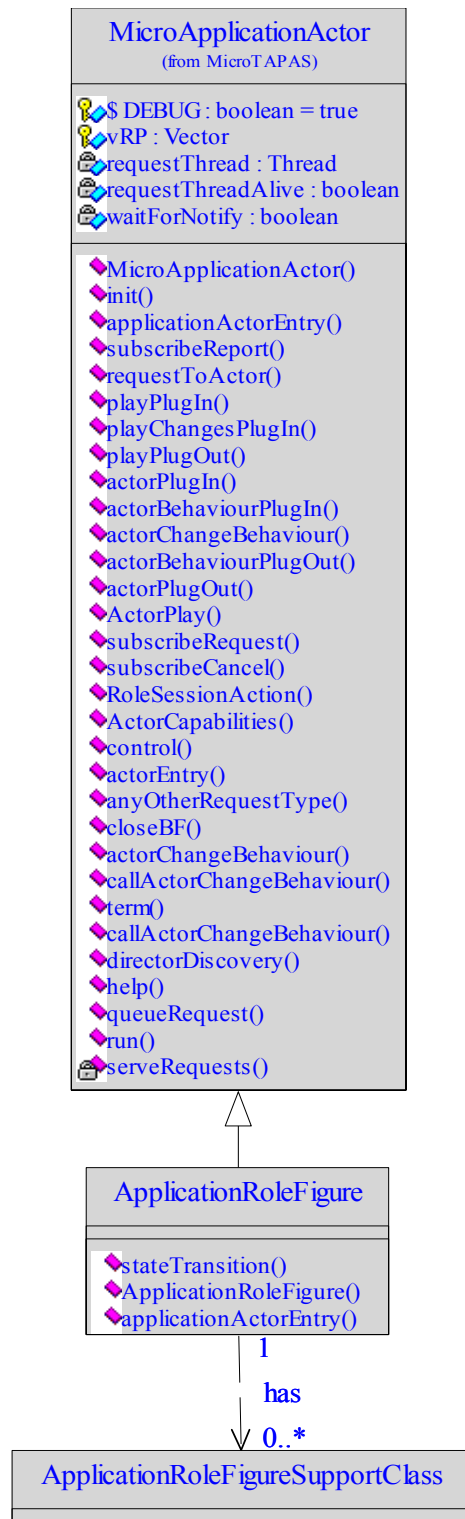 MicroApplicationActor
(from MicroTAPAS)
$ DEBUG : boolean = true
vRP : Vector
requestThread : Thread
requestThreadAlive : boolean
waitForNotify : boolean
MicroApplicationActor()
init()
applicationActorEntry()
subscribeReport()
requestToActor()
playPlugIn()
playChangesPlugIn()
playPlugOut()
actorPlugIn()
actorBehaviourPlugIn()
actorChangeBehaviour()
actorBehaviourPlugOut()
actorPlugOut()
ActorPlay()
subscribeRequest()
subscribeCancel()
RoleSessionAction()
ActorCapabilities()
control()
actorEntry()
anyOtherRequestType()
closeBF()
actorChangeBehaviour()
callActorChangeBehaviour()
term()
callActorChangeBehaviour()
directorDiscovery()
help()
queueRequest()
run()
serveRequests()
ApplicationRoleFigure
stateTransition()
ApplicationRoleFigure()
applicationActorEntry()
1
has
0..*
ApplicationRoleFigureSupportClass